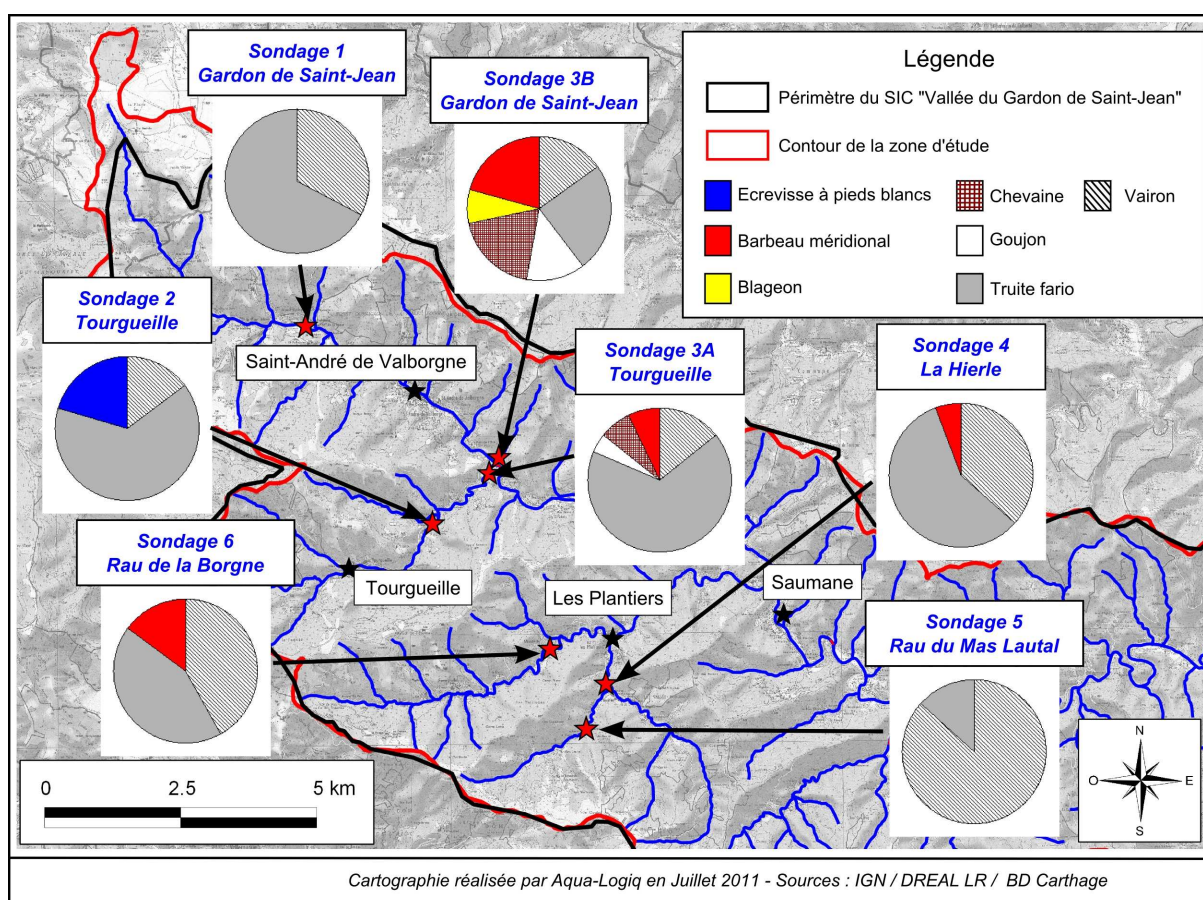 Sondage 1
Gardon de Saint-Jean
Sondage 3B
Gardon de Saint-Jean
Légende
Périmètre du SIC "Vallée du Gardon de Saint-Jean"
Contour de la zone d'étude
Ecrevisse à pieds blancs
Chevaine
Vairon
Barbeau méridional
Goujon
Blageon
Truite fario
Sondage 2
Tourgueille
Saint-André de Valborgne
Sondage 3A
Tourgueille
Sondage 4
La Hierle
Sondage 6
Rau de la Borgne
Tourgueille
Les Plantiers
Saumane
Sondage 5
Rau du Mas Lautal
0 2.5 5 km
N
O E
S
Cartographie réalisée par Aqua-Logiq en Juillet 2011 - Sources : IGN / DREAL LR / BD Carthage